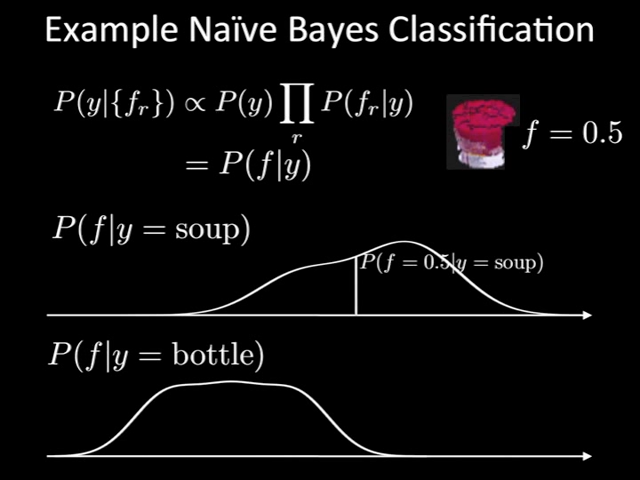 Example Naïve Bayes Classification
P(y|{f_r}) ∝ P(y) ∏_r P(f_r|y)
= P(f|y)
f = 0.5
P(f|y = soup)
P(f = 0.5|y = soup)
P(f|y = bottle)